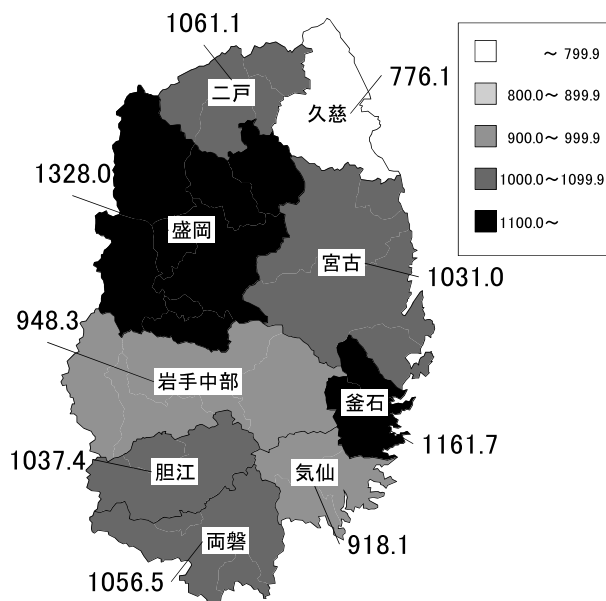 1061.1
二戸
久慈
776.1
1328.0
盛岡
宮古
1031.0
948.3
岩手中部
釜石
1161.7
1037.4
胆江
気仙
918.1
両磐
1056.5
～ 799.9
800.0～ 899.9
900.0～ 999.9
1000.0～1099.9
1100.0～